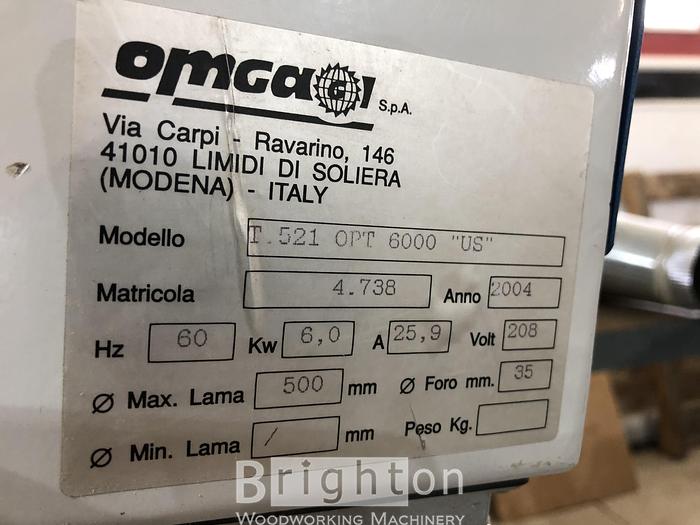 omga
G
S.p.A.
Via Carpi - Ravarino, 146
41010 LIMIDI DI SOLIERA
(MODENA) - ITALY
Modello T.521 OPT 6000 "US"
Matricola 4.738 Anno 2004
Hz 60 Kw 6,0 A 25,9 Volt 208
Ø Max. Lama 500 mm Ø Foro mm. 35
Ø Min. Lama / mm Peso Kg.
Brighton
WOODWORKING MACHINERY